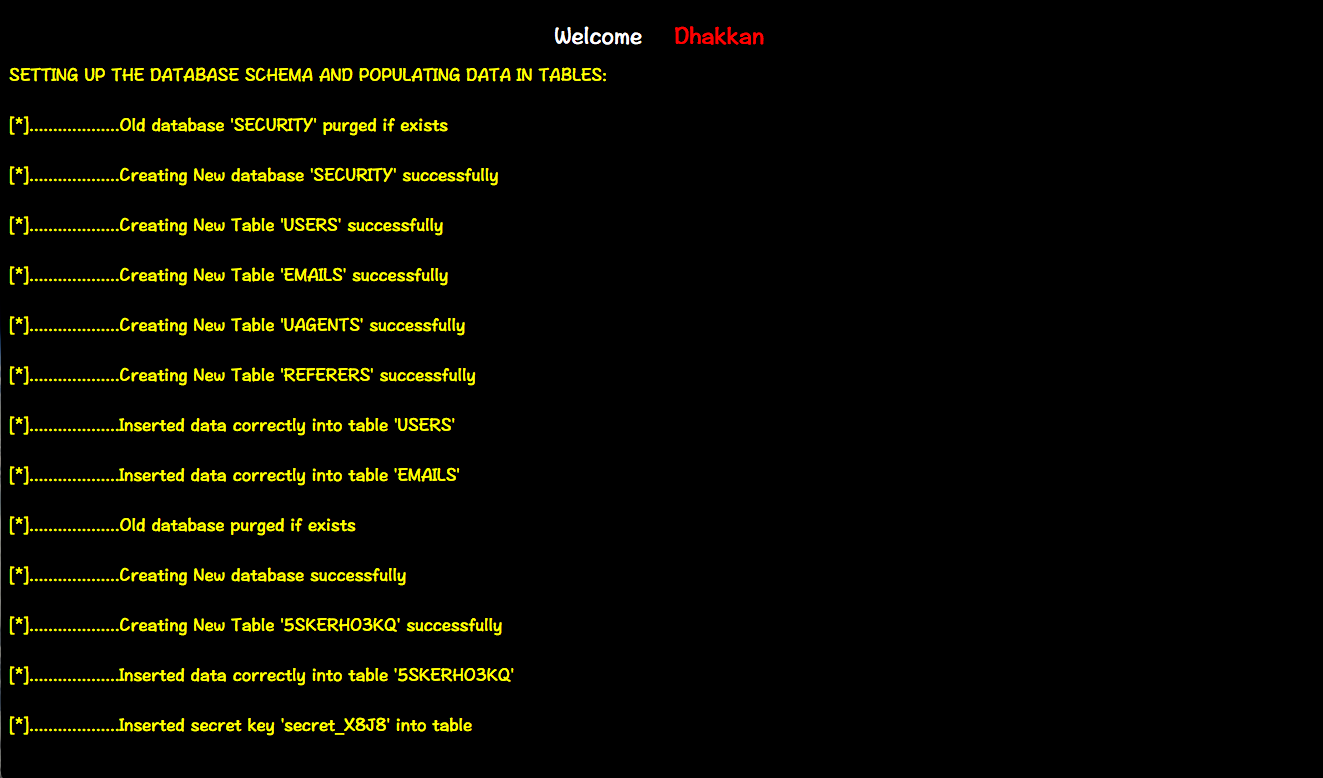 Welcome Dhakkan
SETTING UP THE DATABASE SCHEMA AND POPULATING DATA IN TABLES:
[*]...................Old database 'SECURITY' purged if exists
[*]...................Creating New database 'SECURITY' successfully
[*]...................Creating New Table 'USERS' successfully
[*]...................Creating New Table 'EMAILS' successfully
[*]...................Creating New Table 'UAGENTS' successfully
[*]...................Creating New Table 'REFERERS' successfully
[*]...................Inserted data correctly into table 'USERS'
[*]...................Inserted data correctly into table 'EMAILS'
[*]...................Old database purged if exists
[*]...................Creating New database successfully
[*]...................Creating New Table '5SKERHO3KQ' successfully
[*]...................Inserted data correctly into table '5SKERHO3KQ'
[*]...................Inserted secret key 'secret_X8J8' into table